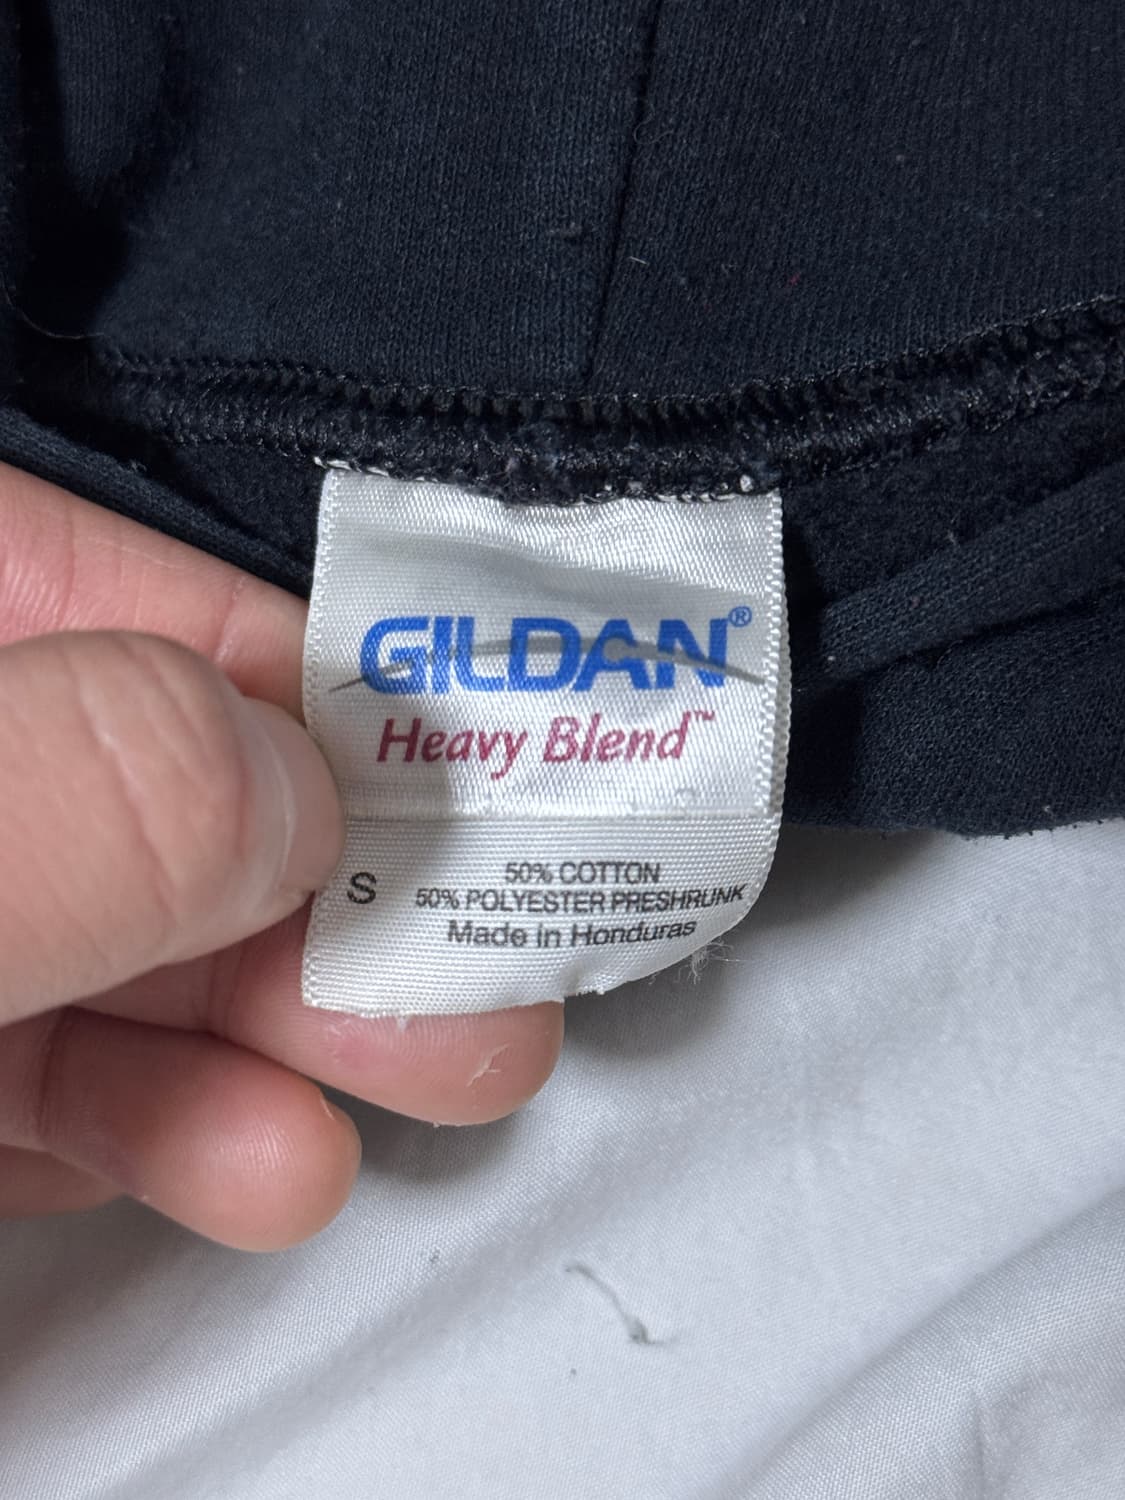 GILDAN®
Heavy Blend™
S
50% COTTON
50% POLYESTER PRESHRUNK
Made in Honduras